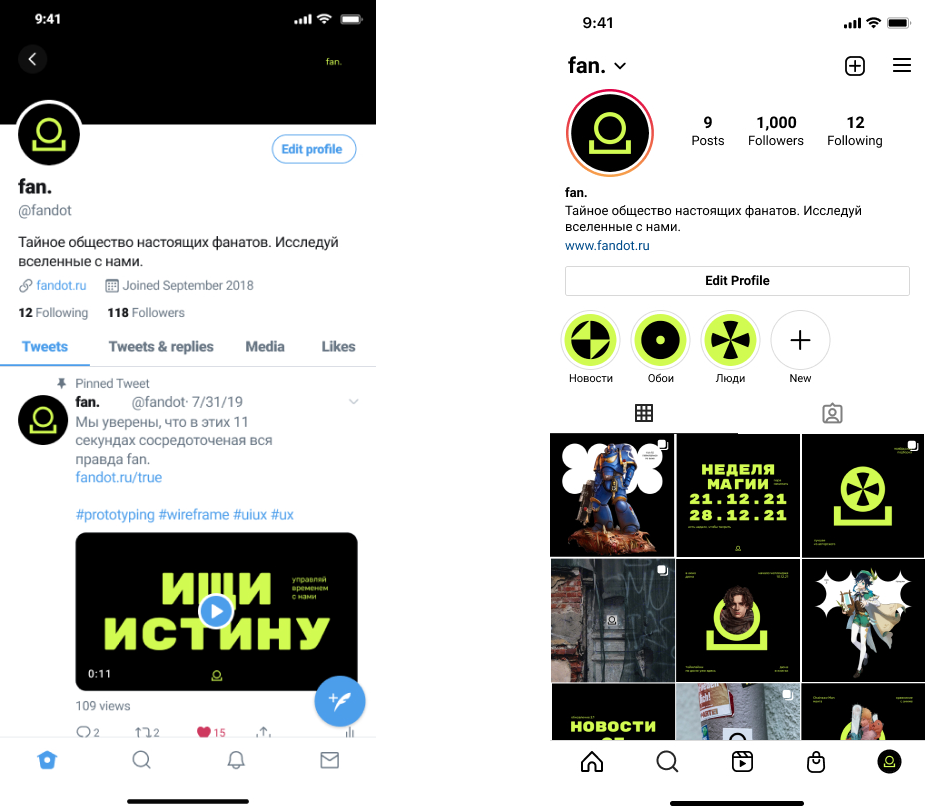 9:41
fan.
Edit profile
fan.
@fandot
Тайное общество настоящих фанатов. Исследуй
вселенные с нами.
fandot.ru
Joined September 2018
12 Following
118 Followers
Tweets
Tweets & replies
Media
Likes
Pinned Tweet
fan.
@fandot· 7/31/19
Мы уверены, что в этих 11
секундах сосредоточеная вся
правда fan.
fandot.ru/true
#prototyping #wireframe #uiux #ux
ИЩИ
управляй
временем
с нами
ИСТИНУ
0:11
109 views
2
2
15
9:41
fan.
9
Posts
1,000
Followers
12
Following
fan.
Тайное общество настоящих фанатов. Исследуй
вселенные с нами.
www.fandot.ru
Edit Profile
Новости
Обои
Люди
New
НЕДЕЛЯ
МАГИИ
21.12.21
28.12.21
НОВОСТИ